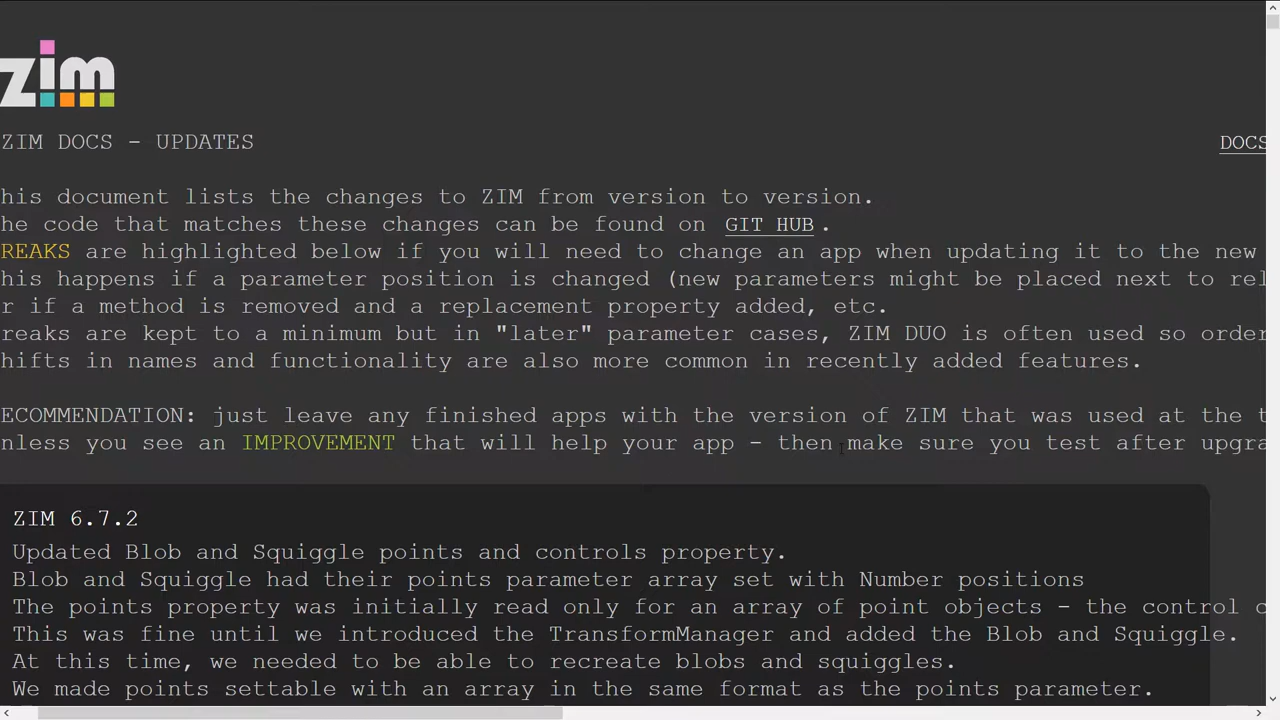 zim
ZIM DOCS - UPDATES
DOCS
his document lists the changes to ZIM from version to version.
he code that matches these changes can be found on GIT HUB .
REAKS are highlighted below if you will need to change an app when updating it to the new
his happens if a parameter position is changed (new parameters might be placed next to rel
r if a method is removed and a replacement property added, etc.
reaks are kept to a minimum but in "later" parameter cases, ZIM DUO is often used so order
hifts in names and functionality are also more common in recently added features.
ECOMMENDATION: just leave any finished apps with the version of ZIM that was used at the t
nless you see an IMPROVEMENT that will help your app - then make sure you test after upgra
ZIM 6.7.2
Updated Blob and Squiggle points and controls property.
Blob and Squiggle had their points parameter array set with Number positions
The points property was initially read only for an array of point objects - the control c
This was fine until we introduced the TransformManager and added the Blob and Squiggle.
At this time, we needed to be able to recreate blobs and squiggles.
We made points settable with an array in the same format as the points parameter.